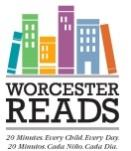 WORCESTER
READS
20 Minutes. Every Child. Every Day.
20 Minutos. Cada Niño. Cada Día.